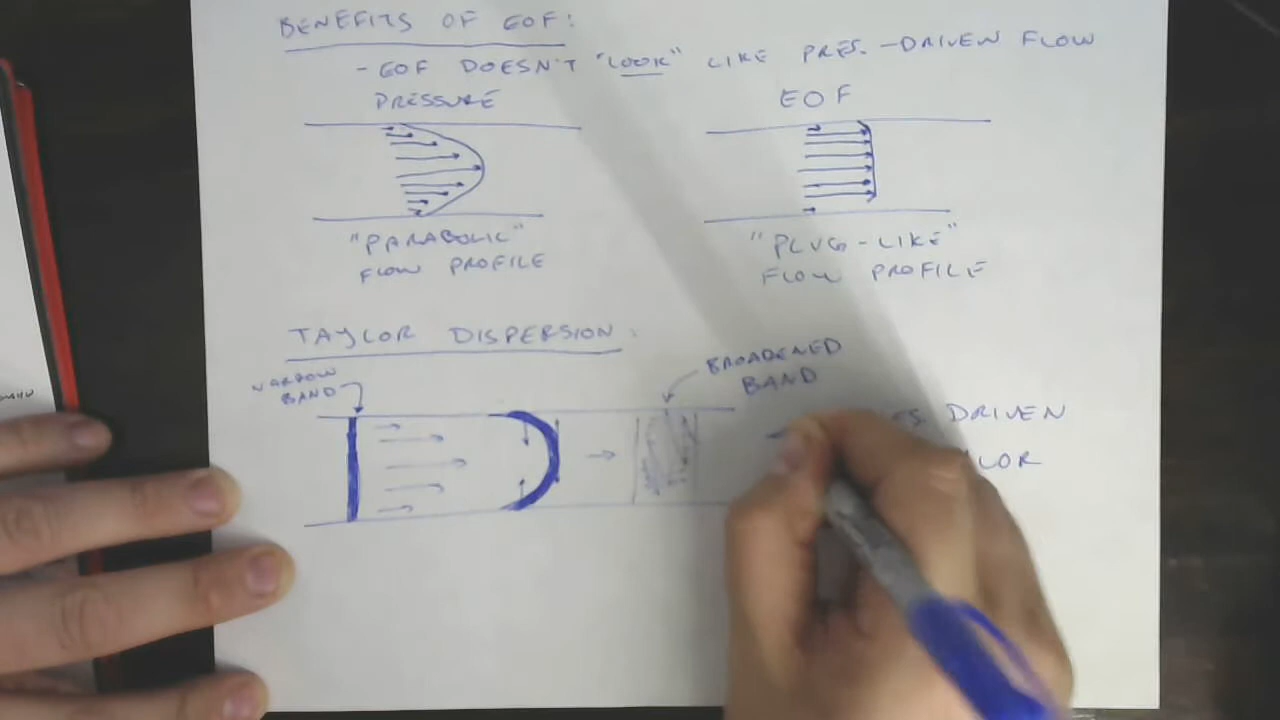 BENEFITS OF EOF:
- EOF DOESN'T "LOOK" LIKE PRES. -DRIVEN FLOW
PRESSURE
EOF
"PARABOLIC"
FLOW PROFILE
"PLUG-LIKE"
FLOW PROFILE
TAYLOR DISPERSION:
NARROW
BAND
BROADENED
BAND
DRIVEN